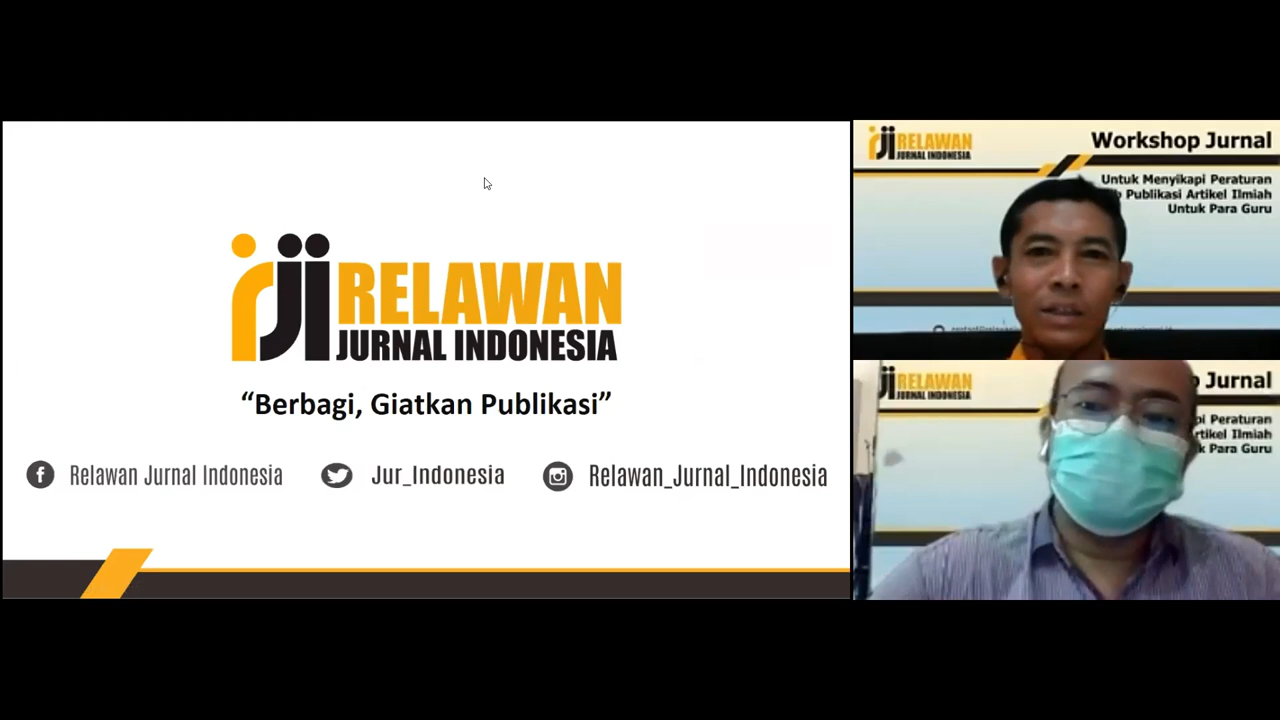 RELAWAN
JURNAL INDONESIA
“Berbagi, Giatkan Publikasi”
Relawan Jurnal Indonesia
Jur_Indonesia
Relawan_Jurnal_Indonesia
RELAWAN
JURNAL INDONESIA
Workshop Jurnal
Untuk Menyikapi Peraturan
Publikasi Artikel Ilmiah
Untuk Para Guru
RELAWAN
JURNAL INDONESIA
Jurnal
Peraturan
Ilmiah
Para Guru